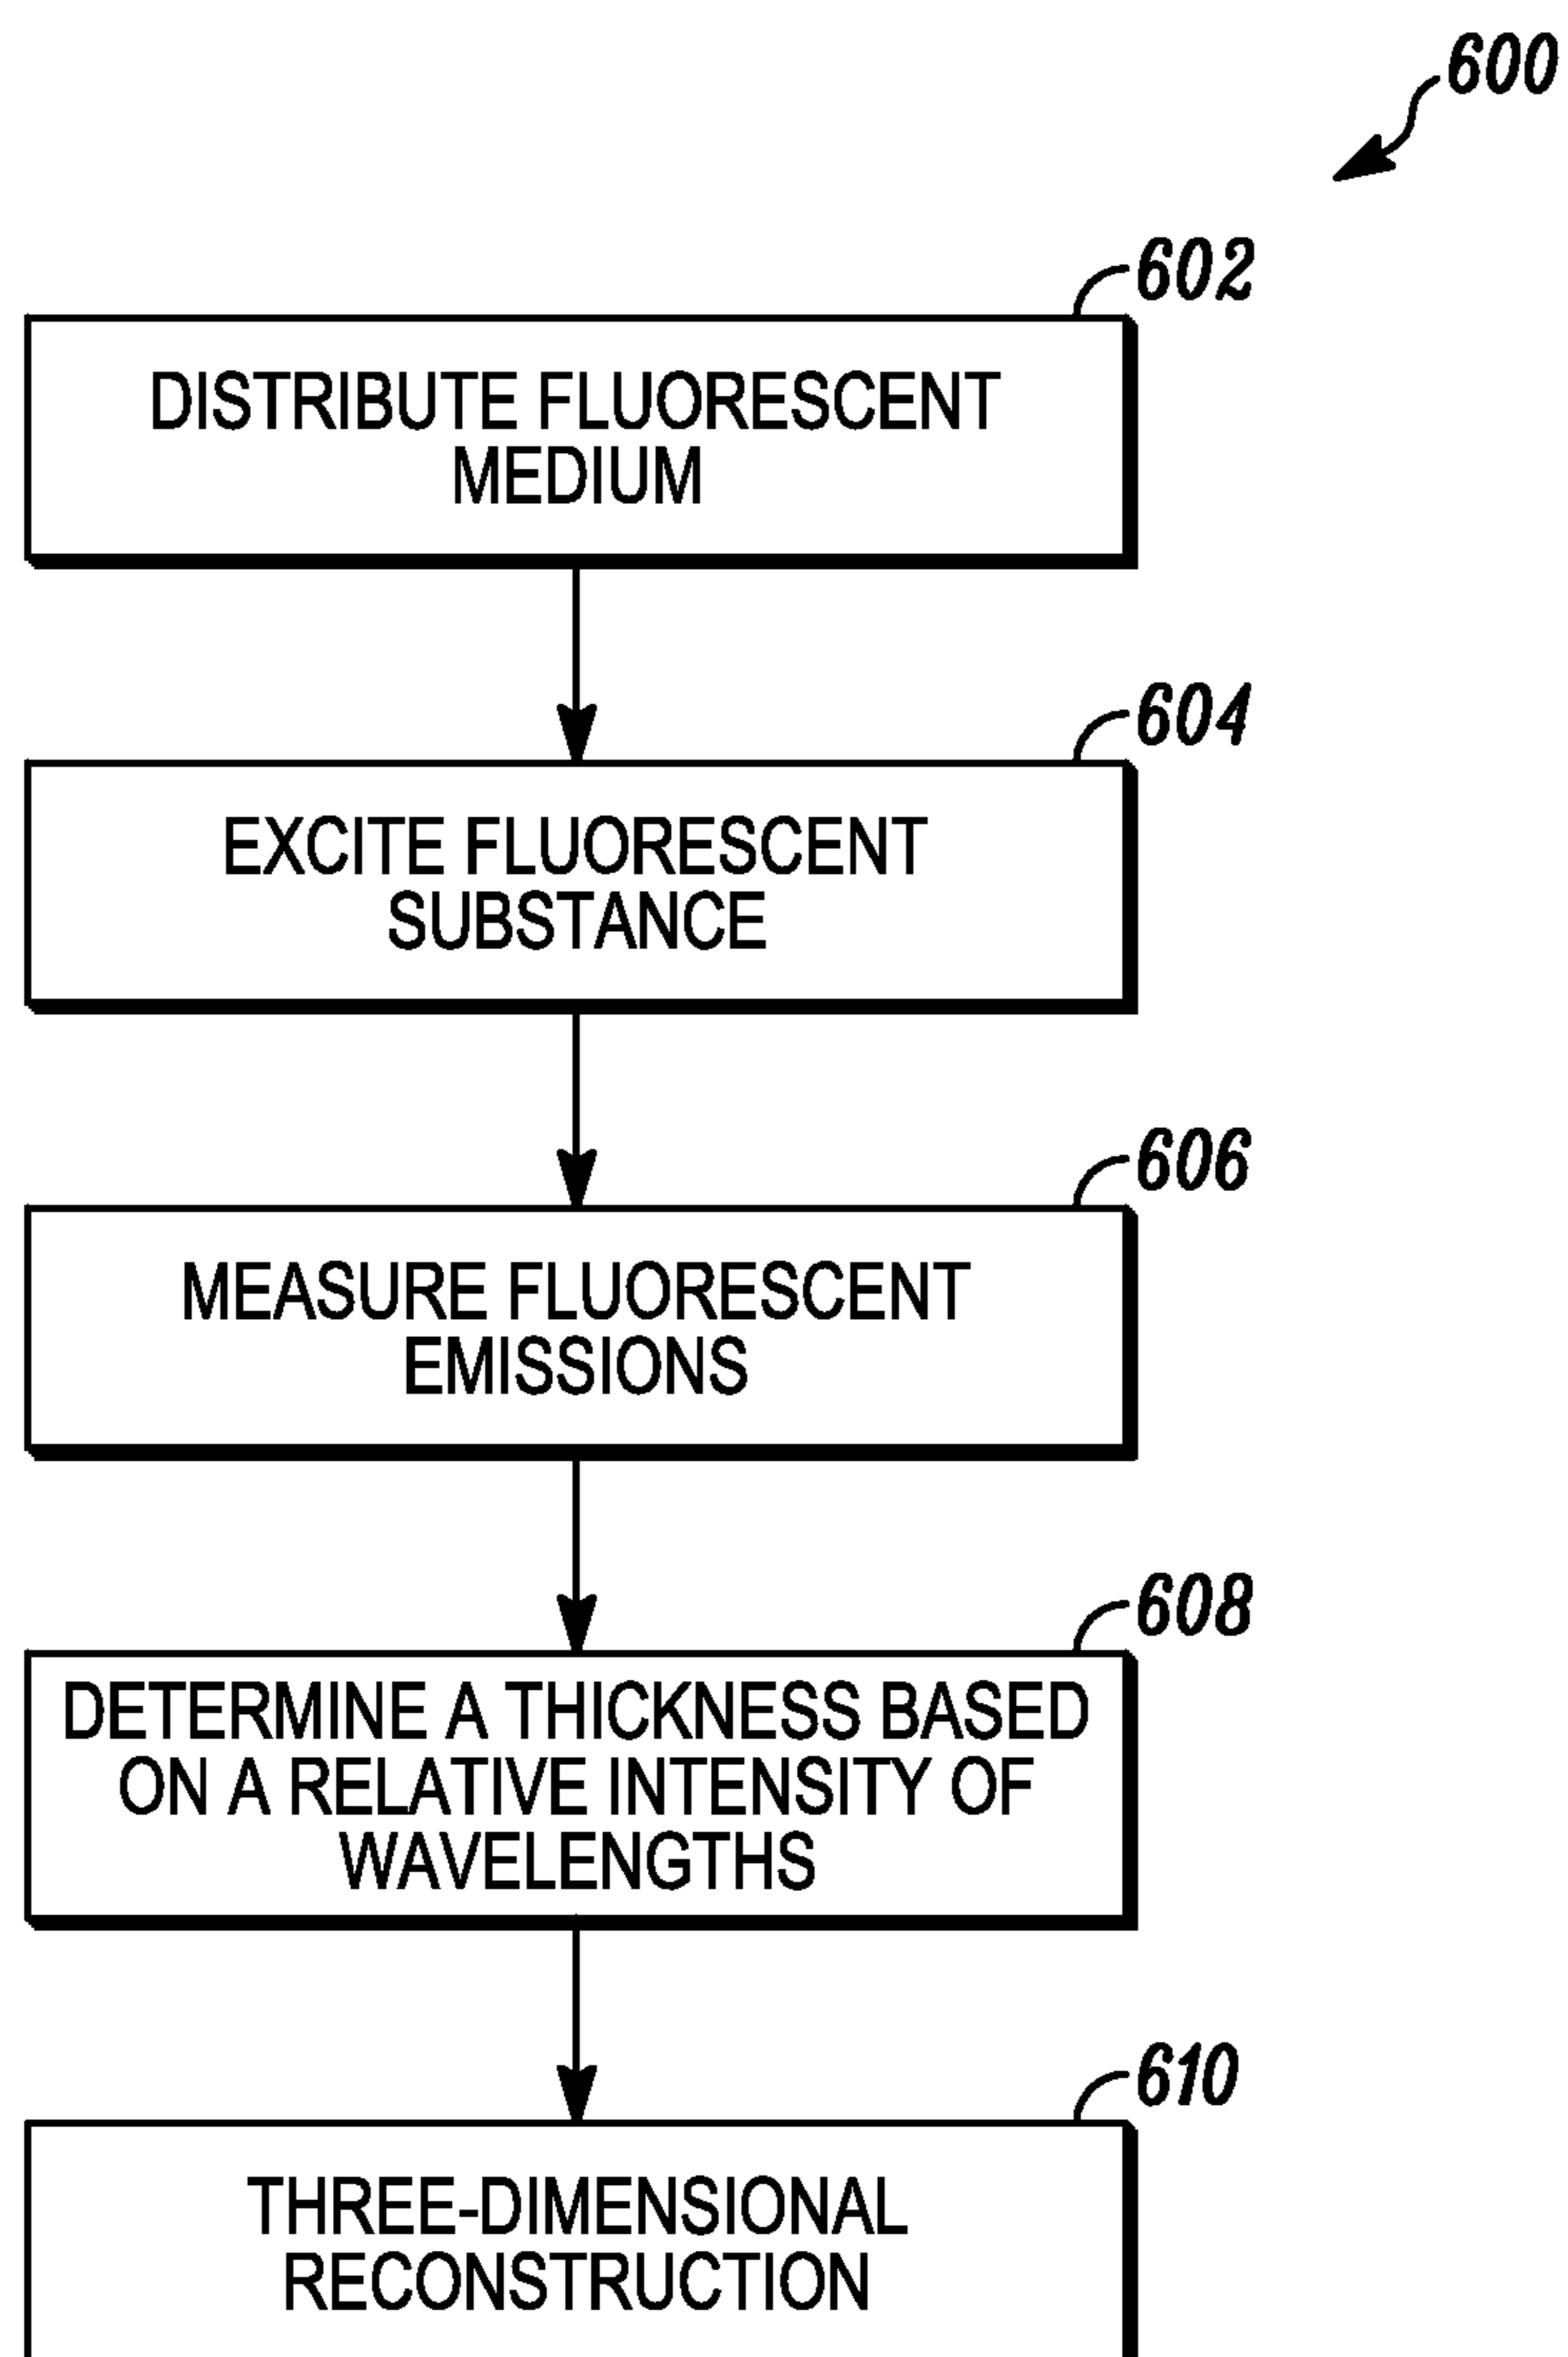 600
602
DISTRIBUTE FLUORESCENT
MEDIUM
604
EXCITE FLUORESCENT
SUBSTANCE
606
MEASURE FLUORESCENT
EMISSIONS
608
DETERMINE A THICKNESS BASED
ON A RELATIVE INTENSITY OF
WAVELENGTHS
610
THREE-DIMENSIONAL
RECONSTRUCTION